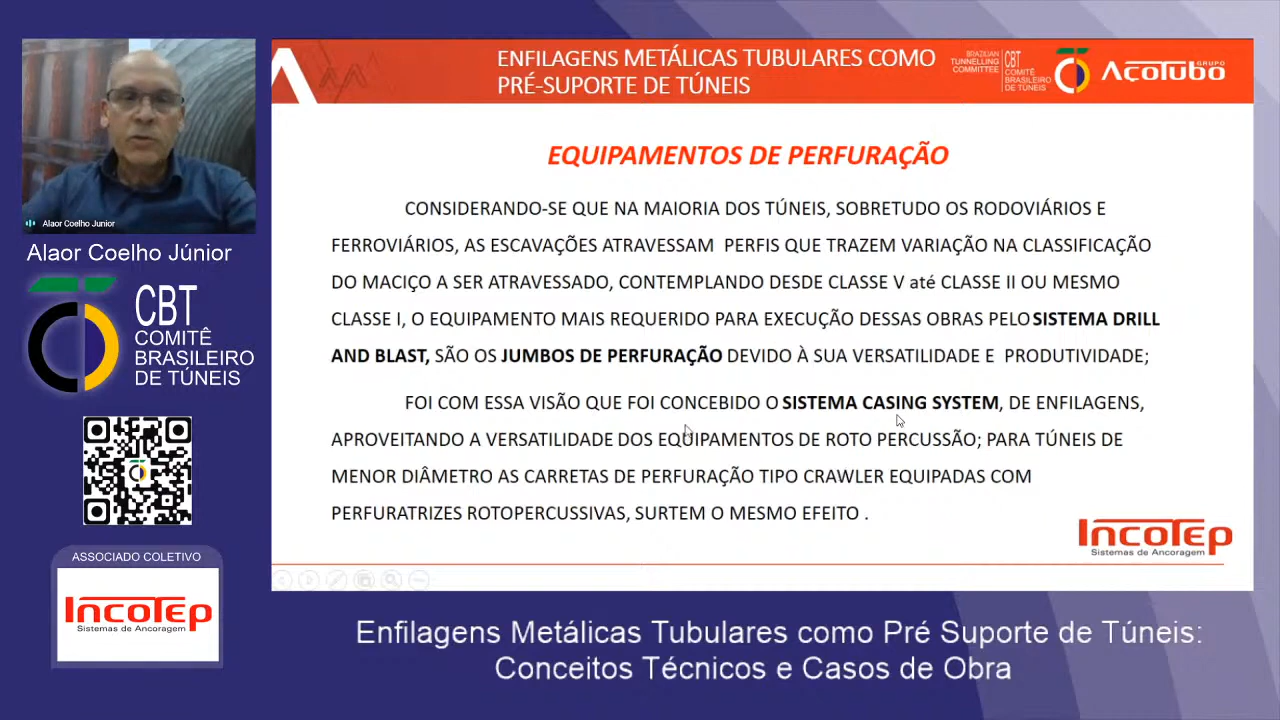 Alaor Coelho Junior
Alaor Coelho Júnior
CBT
COMITÊ
BRASILEIRO
DE TÚNEIS
ASSOCIADO COLETIVO
INCOTEP
Sistemas de Ancoragem
ENFILAGENS METÁLICAS TUBULARES COMO
PRÉ-SUPORTE DE TÚNEIS
BRAZILIAN
TUNNELLING
COMMITTEE
CBT
COMITÊ
BRASILEIRO
DE TÚNEIS
GRUPO
AÇOTUBO
EQUIPAMENTOS DE PERFURAÇÃO
CONSIDERANDO-SE QUE NA MAIORIA DOS TÚNEIS, SOBRETUDO OS RODOVIÁRIOS E
FERROVIÁRIOS, AS ESCAVAÇÕES ATRAVESSAM PERFIS QUE TRAZEM VARIAÇÃO NA CLASSIFICAÇÃO
DO MACIÇO A SER ATRAVESSADO, CONTEMPLANDO DESDE CLASSE V até CLASSE II OU MESMO
CLASSE I, O EQUIPAMENTO MAIS REQUERIDO PARA EXECUÇÃO DESSAS OBRAS PELO SISTEMA DRILL
AND BLAST, SÃO OS JUMBOS DE PERFURAÇÃO DEVIDO À SUA VERSATILIDADE E PRODUTIVIDADE;
FOI COM ESSA VISÃO QUE FOI CONCEBIDO O SISTEMA CASING SYSTEM, DE ENFILAGENS,
APROVEITANDO A VERSATILIDADE DOS EQUIPAMENTOS DE ROTO PERCUSSÃO; PARA TÚNEIS DE
MENOR DIÂMETRO AS CARRETAS DE PERFURAÇÃO TIPO CRAWLER EQUIPADAS COM
PERFURATRIZES ROTOPERCUSSIVAS, SURTEM O MESMO EFEITO .
INCOTEP
Sistemas de Ancoragem
Enfilagens Metálicas Tubulares como Pré Suporte de Túneis:
Conceitos Técnicos e Casos de Obra